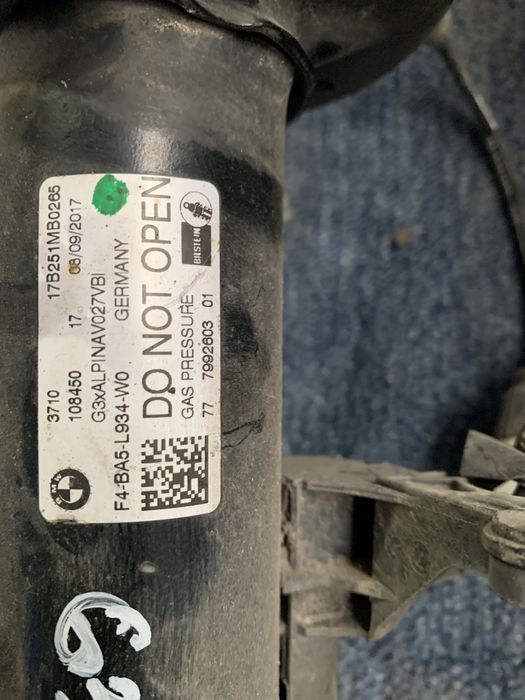 3710 17B251MB0265
108450 17 08/09/2017
G3xALPINAV027VBI
F4-BA5-L934-W0 GERMANY
DO NOT OPEN
GAS PRESSURE
BILSTEIN
77 7992603 01
BMW